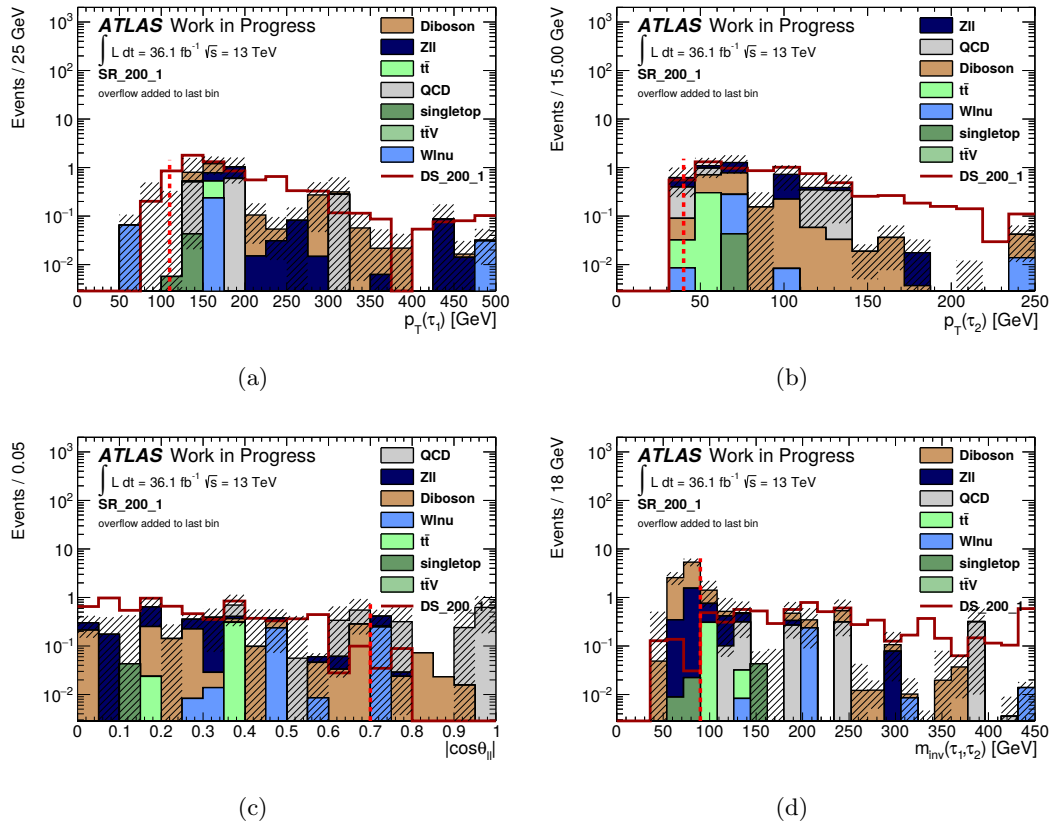 ATLAS Work in Progress
∫ L dt = 36.1 fb⁻¹ √s = 13 TeV
SR_200_1
overflow added to last bin
Diboson
Zll
tt̄
QCD
singletop
tt̄V
Wlnu
DS_200_1
Events / 25 GeV
10³
10²
10
1
10⁻¹
10⁻²
0 50 100 150 200 250 300 350 400 450 500
p_T(τ₁) [GeV]
(a)
ATLAS Work in Progress
∫ L dt = 36.1 fb⁻¹ √s = 13 TeV
SR_200_1
overflow added to last bin
Zll
QCD
Diboson
tt̄
Wlnu
singletop
tt̄V
DS_200_1
Events / 15.00 GeV
10³
10²
10
1
10⁻¹
10⁻²
0 50 100 150 200 250
p_T(τ₂) [GeV]
(b)
ATLAS Work in Progress
∫ L dt = 36.1 fb⁻¹ √s = 13 TeV
SR_200_1
overflow added to last bin
QCD
Zll
Diboson
Wlnu
tt̄
singletop
tt̄V
DS_200_1
Events / 0.05
10³
10²
10
1
10⁻¹
10⁻²
0 0.1 0.2 0.3 0.4 0.5 0.6 0.7 0.8 0.9 1
|cosθ_ll|
(c)
ATLAS Work in Progress
∫ L dt = 36.1 fb⁻¹ √s = 13 TeV
SR_200_1
overflow added to last bin
Diboson
Zll
QCD
tt̄
Wlnu
singletop
tt̄V
DS_200_1
Events / 18 GeV
10³
10²
10
1
10⁻¹
10⁻²
0 50 100 150 200 250 300 350 400 450
m_inv(τ₁,τ₂) [GeV]
(d)